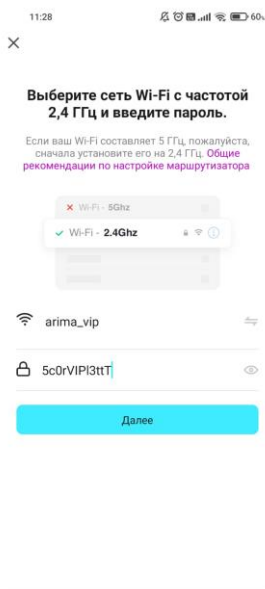 11:28
60%
Выберите сеть Wi-Fi с частотой
2,4 ГГц и введите пароль.
Если ваш Wi-Fi составляет 5 ГГц, пожалуйста,
сначала установите его на 2,4 ГГц. Общие
рекомендации по настройке маршрутизатора
Wi-Fi - 5Ghz
Wi-Fi - 2.4Ghz
arima_vip
5c0rVIPl3ttT
Далее